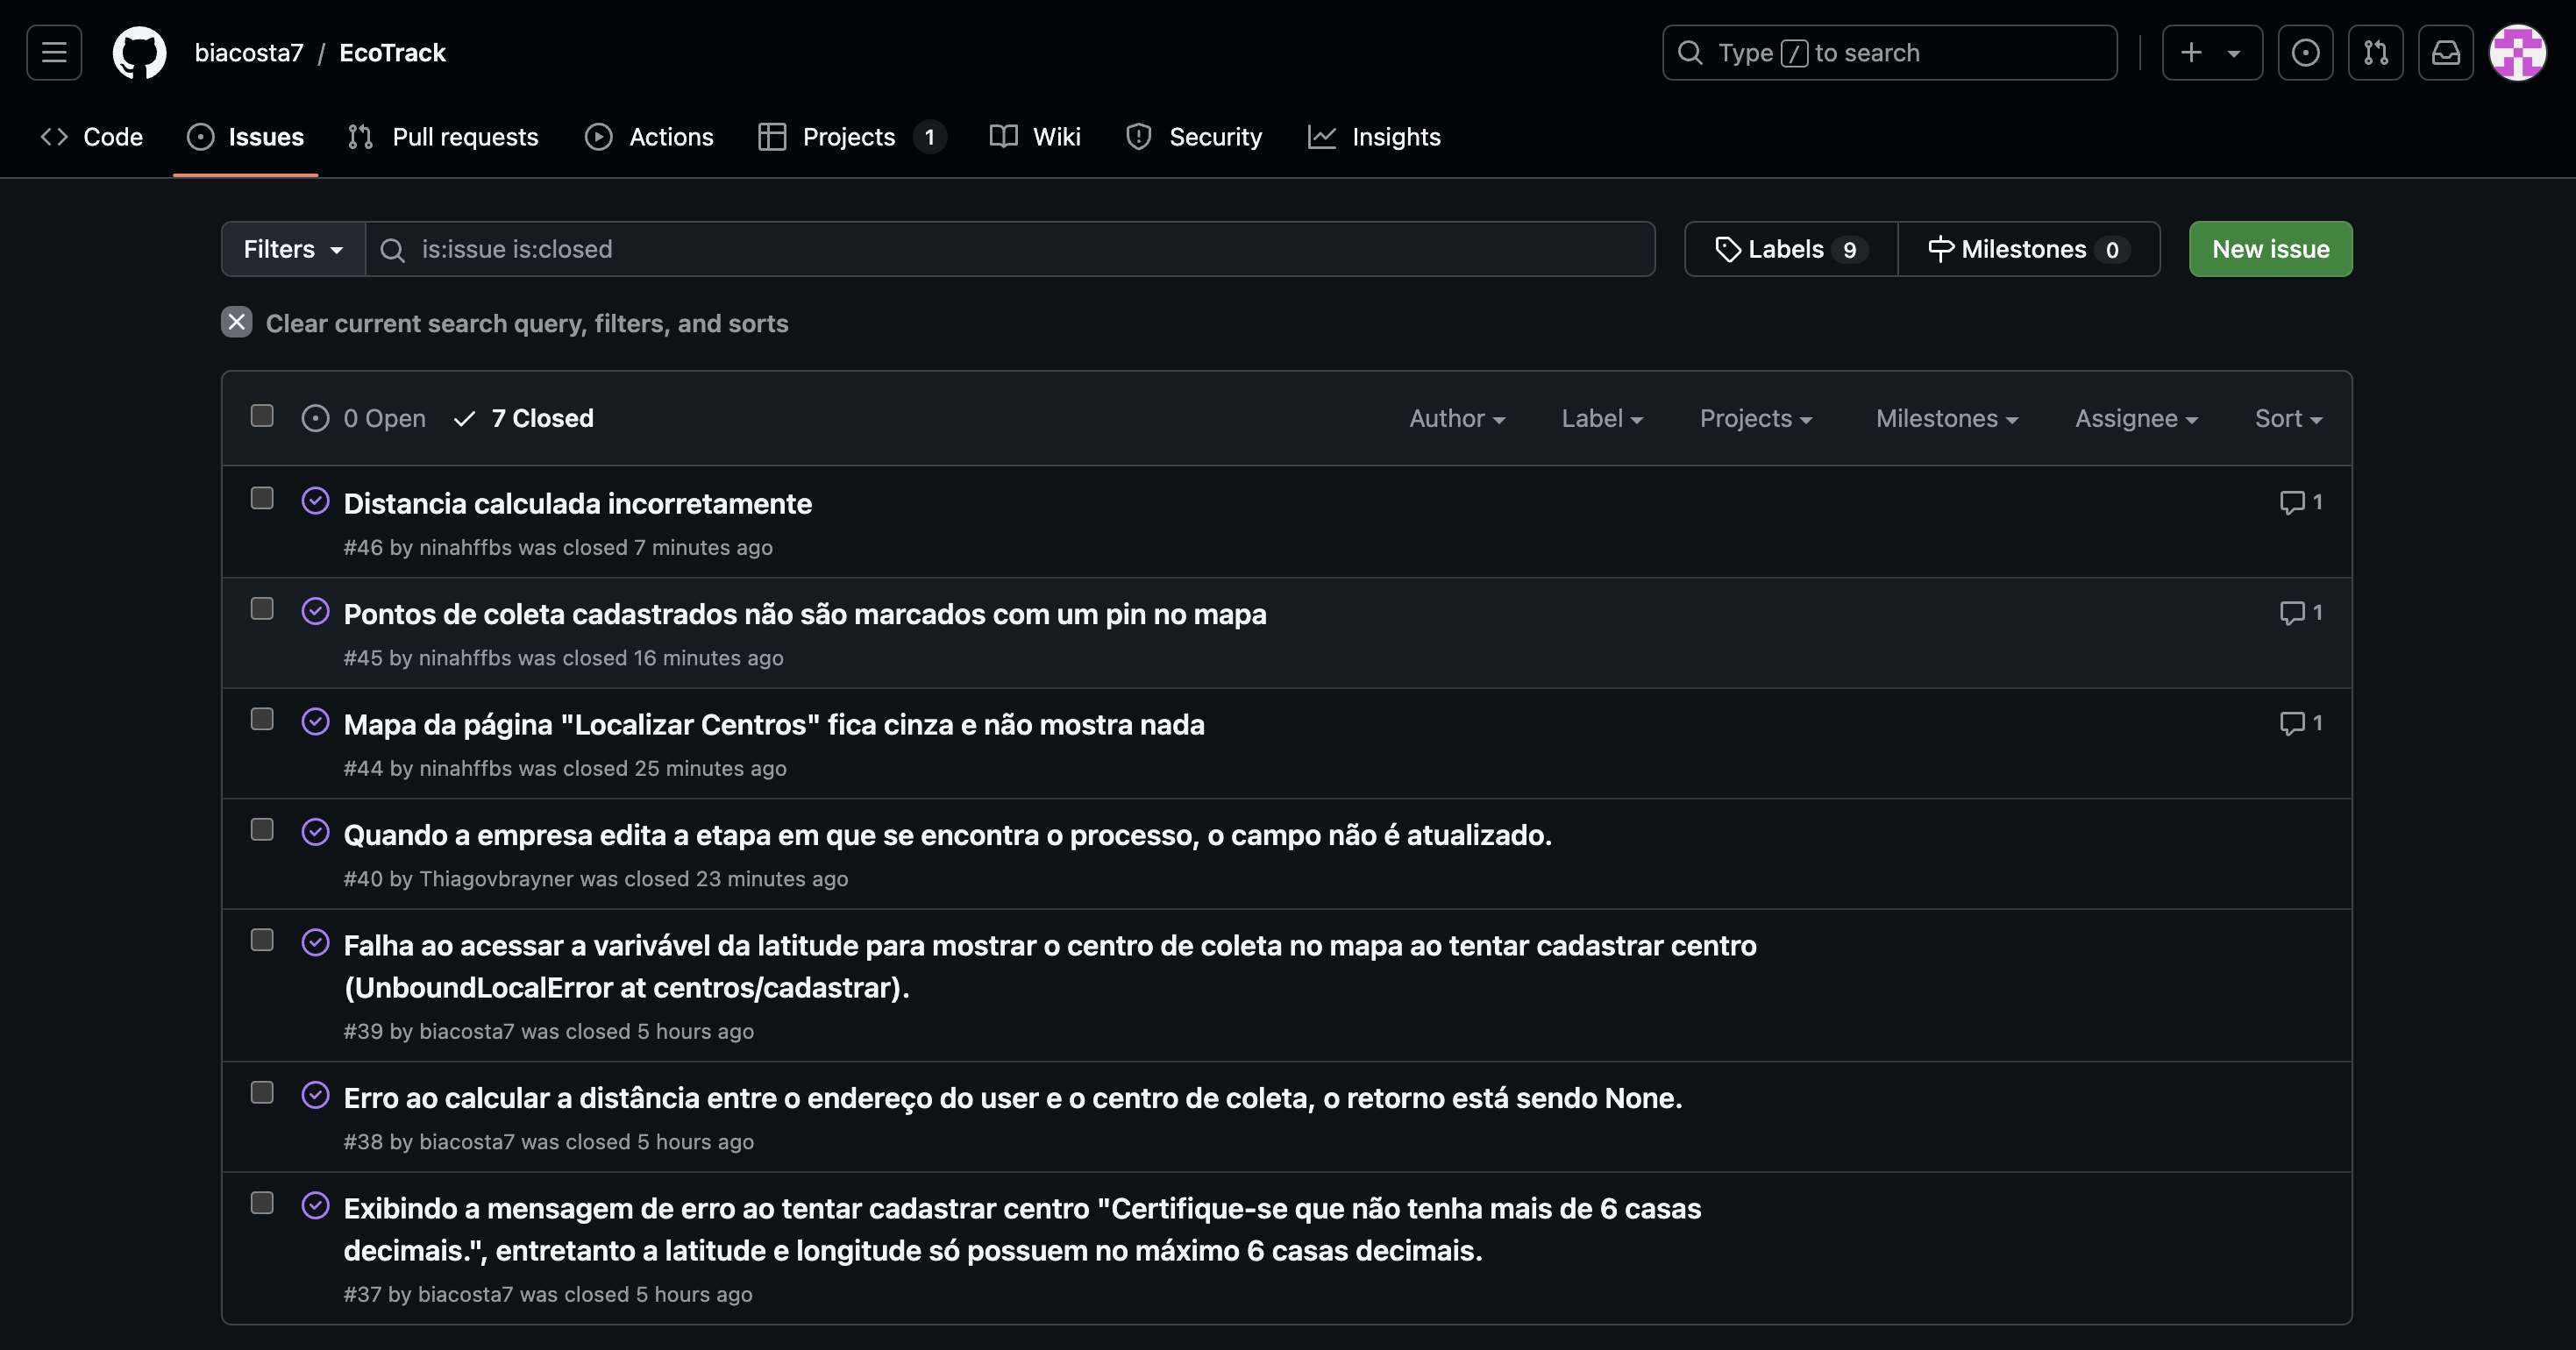 biacosta7 / EcoTrack
Type / to search
Code Issues Pull requests Actions Projects 1 Wiki Security Insights
Filters is:issue is:closed Labels 9 Milestones 0 New issue
Clear current search query, filters, and sorts
0 Open 7 Closed Author Label Projects Milestones Assignee Sort
Distancia calculada incorretamente 1
#46 by ninahffbs was closed 7 minutes ago
Pontos de coleta cadastrados não são marcados com um pin no mapa 1
#45 by ninahffbs was closed 16 minutes ago
Mapa da página "Localizar Centros" fica cinza e não mostra nada 1
#44 by ninahffbs was closed 25 minutes ago
Quando a empresa edita a etapa em que se encontra o processo, o campo não é atualizado.
#40 by Thiagovbrayner was closed 23 minutes ago
Falha ao acessar a varivável da latitude para mostrar o centro de coleta no mapa ao tentar cadastrar centro
(UnboundLocalError at centros/cadastrar).
#39 by biacosta7 was closed 5 hours ago
Erro ao calcular a distância entre o endereço do user e o centro de coleta, o retorno está sendo None.
#38 by biacosta7 was closed 5 hours ago
Exibindo a mensagem de erro ao tentar cadastrar centro "Certifique-se que não tenha mais de 6 casas
decimais.", entretanto a latitude e longitude só possuem no máximo 6 casas decimais.
#37 by biacosta7 was closed 5 hours ago